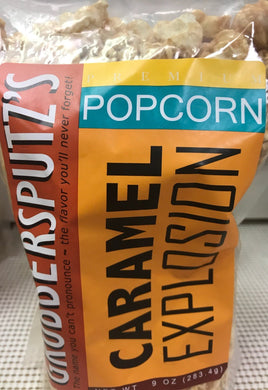 PREMIUM
POPCORN
The name you can't pronounce ~ the flavor you'll never forget!
CARAMEL
EXPLOSION
WT 9 OZ (283.4g)